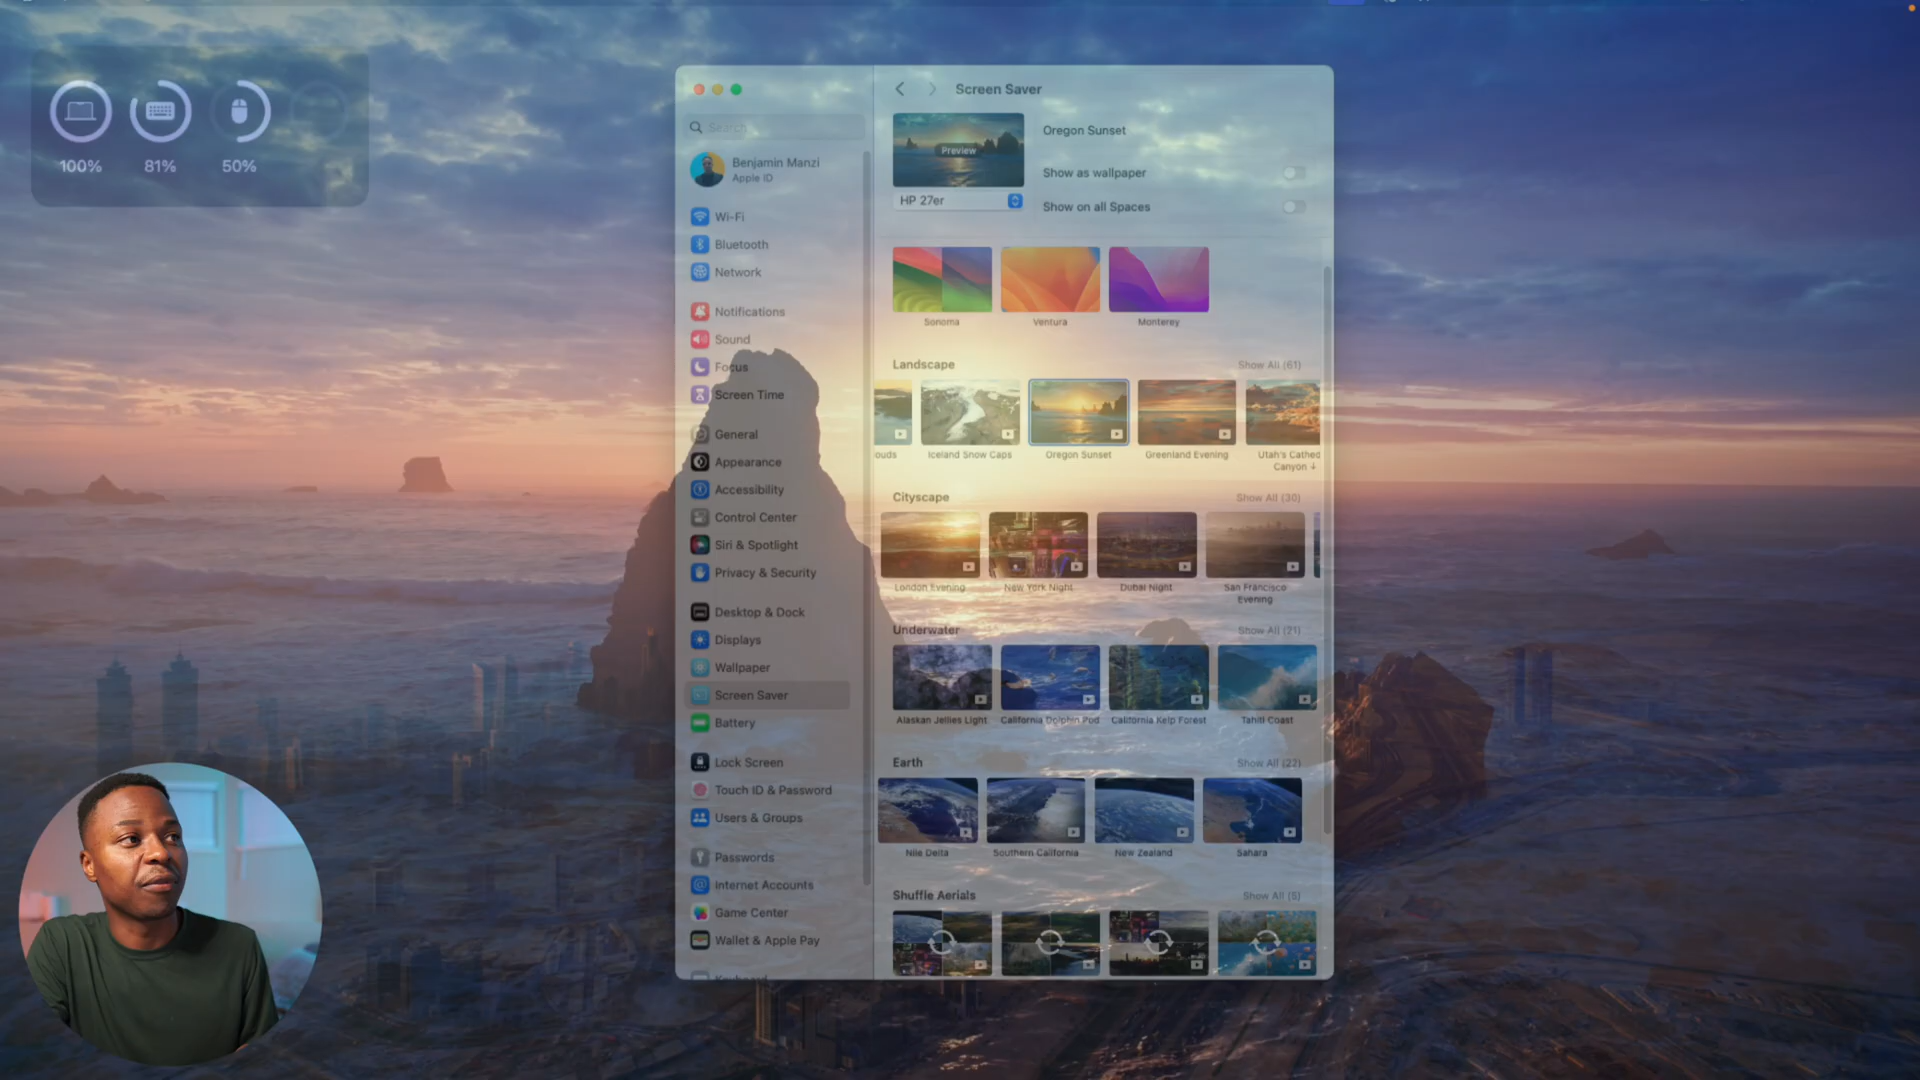 100%
81%
50%
Search
Benjamin Manzi
Apple ID
Wi-Fi
Bluetooth
Network
Notifications
Sound
Focus
Screen Time
General
Appearance
Accessibility
Control Center
Siri & Spotlight
Privacy & Security
Desktop & Dock
Displays
Wallpaper
Screen Saver
Battery
Lock Screen
Touch ID & Password
Users & Groups
Passwords
Internet Accounts
Game Center
Wallet & Apple Pay
Keyboard
Screen Saver
Preview
HP 27er
Oregon Sunset
Show as wallpaper
Show on all Spaces
Sonoma
Ventura
Monterey
Landscape
Show All (61)
ouds
Iceland Snow Caps
Oregon Sunset
Greenland Evening
Utah's Cathed
Canyon ↓
Cityscape
Show All (30)
London Evening
New York Night
Dubai Night
San Francisco
Evening
Underwater
Show All (21)
Alaskan Jellies Light
California Dolphin Pod
California Kelp Forest
Tahiti Coast
Earth
Show All (22)
Nile Delta
Southern California
New Zealand
Sahara
Shuffle Aerials
Show All (5)